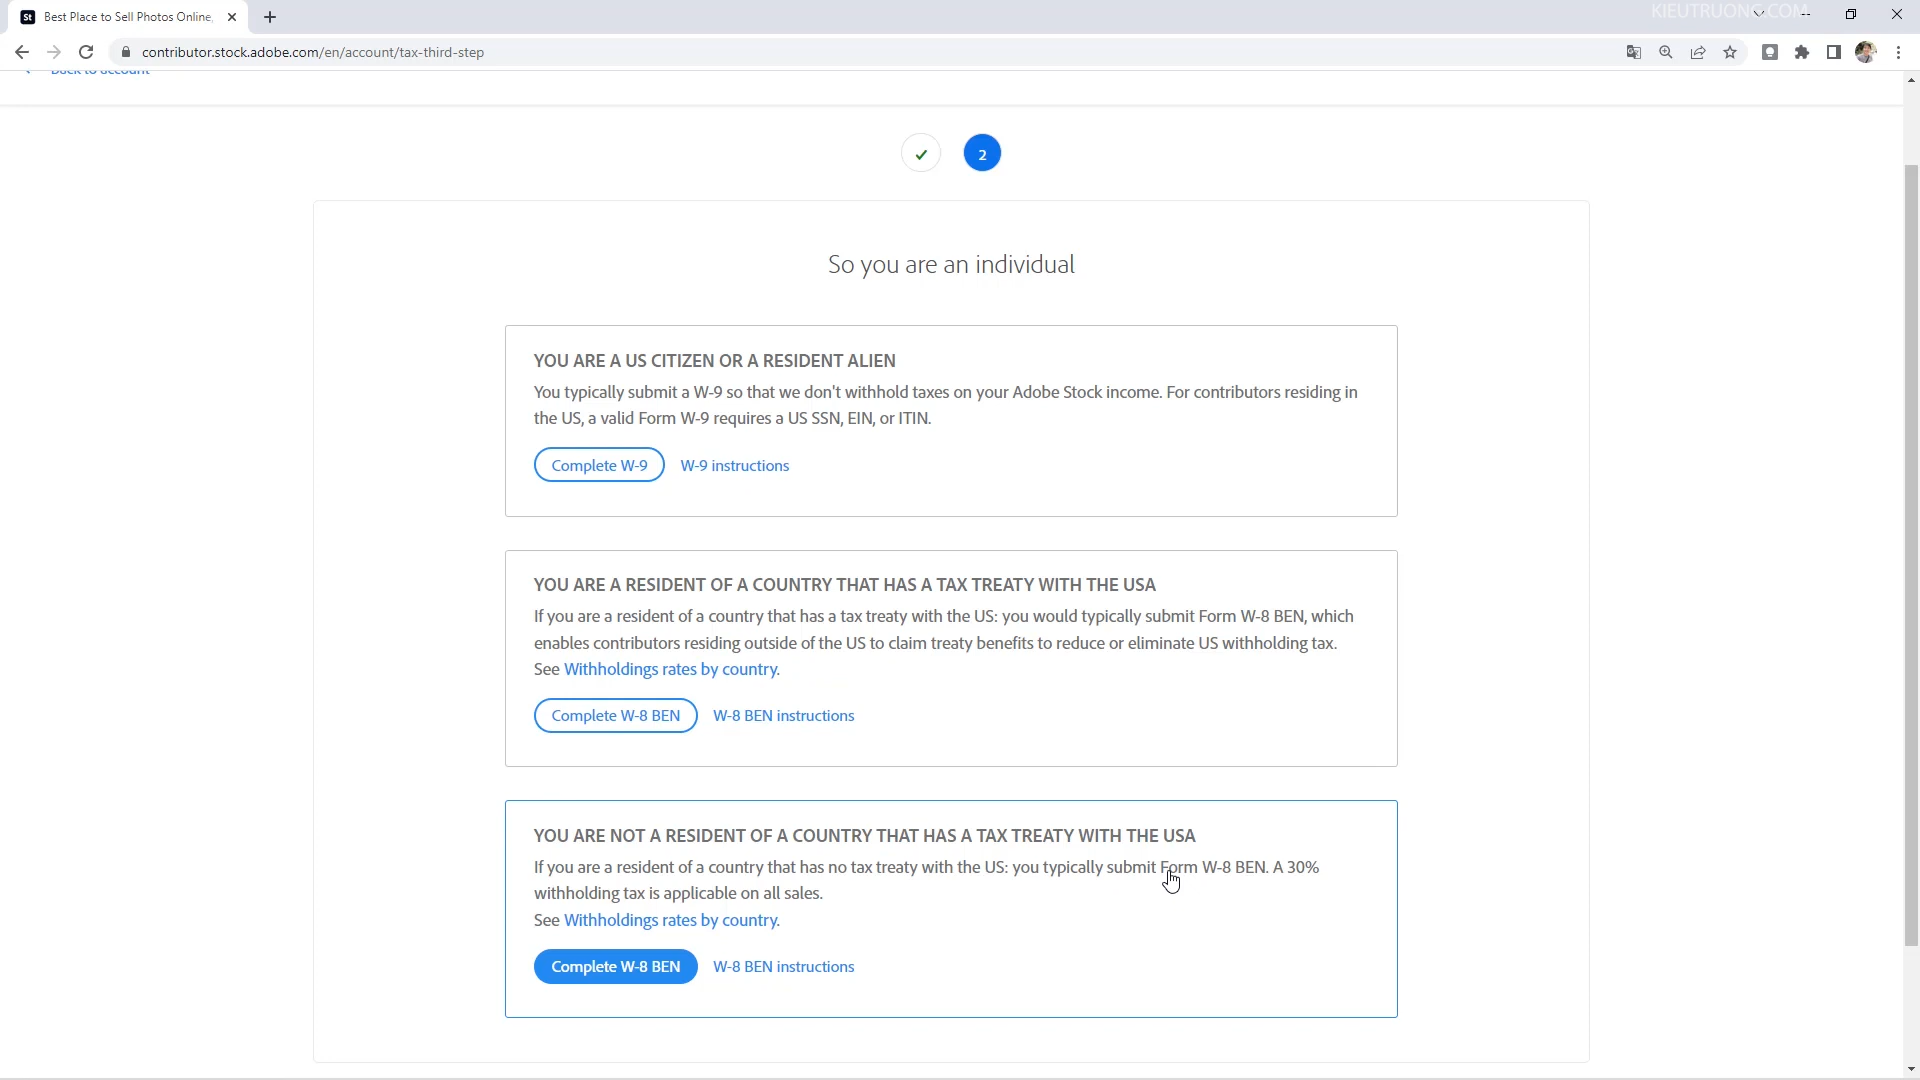 KIEUTRUONG.COM
St Best Place to Sell Photos Online,
contributor.stock.adobe.com/en/account/tax-third-step
Back to account
2
So you are an individual
YOU ARE A US CITIZEN OR A RESIDENT ALIEN
You typically submit a W-9 so that we don't withhold taxes on your Adobe Stock income. For contributors residing in
the US, a valid Form W-9 requires a US SSN, EIN, or ITIN.
Complete W-9 W-9 instructions
YOU ARE A RESIDENT OF A COUNTRY THAT HAS A TAX TREATY WITH THE USA
If you are a resident of a country that has a tax treaty with the US: you would typically submit Form W-8 BEN, which
enables contributors residing outside of the US to claim treaty benefits to reduce or eliminate US withholding tax.
See Withholdings rates by country.
Complete W-8 BEN W-8 BEN instructions
YOU ARE NOT A RESIDENT OF A COUNTRY THAT HAS A TAX TREATY WITH THE USA
If you are a resident of a country that has no tax treaty with the US: you typically submit Form W-8 BEN. A 30%
withholding tax is applicable on all sales.
See Withholdings rates by country.
Complete W-8 BEN W-8 BEN instructions